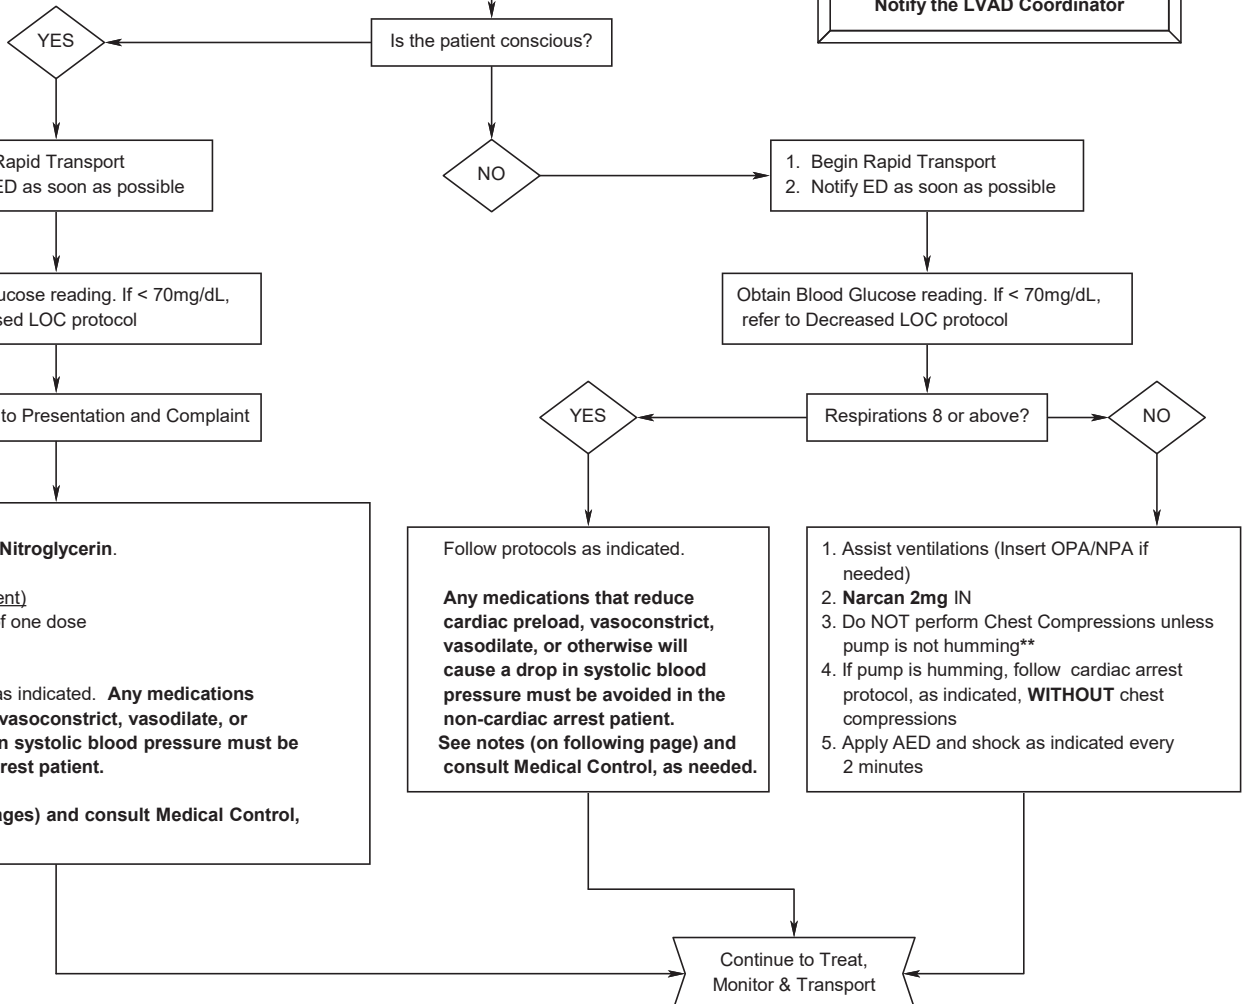 Notify the LVAD Coordinator
YES
Is the patient conscious?
Rapid Transport
ED as soon as possible
NO
1. Begin Rapid Transport
2. Notify ED as soon as possible
ucose reading. If < 70mg/dL,
sed LOC protocol
Obtain Blood Glucose reading. If < 70mg/dL,
refer to Decreased LOC protocol
to Presentation and Complaint
YES
Respirations 8 or above?
NO
Nitroglycerin.
ent)
f one dose
as indicated. Any medications
vasoconstrict, vasodilate, or
n systolic blood pressure must be
rest patient.
ages) and consult Medical Control,
Follow protocols as indicated.
Any medications that reduce
cardiac preload, vasoconstrict,
vasodilate, or otherwise will
cause a drop in systolic blood
pressure must be avoided in the
non-cardiac arrest patient.
See notes (on following page) and
consult Medical Control, as needed.
1. Assist ventilations (Insert OPA/NPA if
needed)
2. Narcan 2mg IN
3. Do NOT perform Chest Compressions unless
pump is not humming**
4. If pump is humming, follow cardiac arrest
protocol, as indicated, WITHOUT chest
compressions
5. Apply AED and shock as indicated every
2 minutes
Continue to Treat,
Monitor & Transport